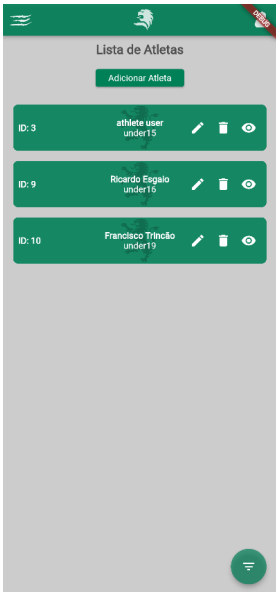 DEBUG
Lista de Atletas
Adicionar Atleta
ID: 3
athlete user
under15
ID: 9
Ricardo Esgaio
under16
ID: 10
Francisco Trincão
under19